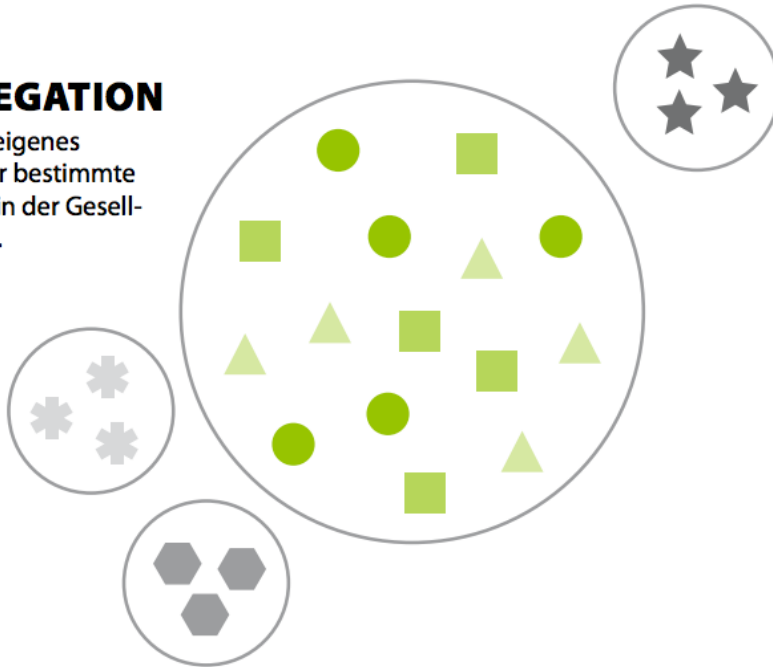 EGATION
eigenes
r bestimmte
in der Gesell-
.